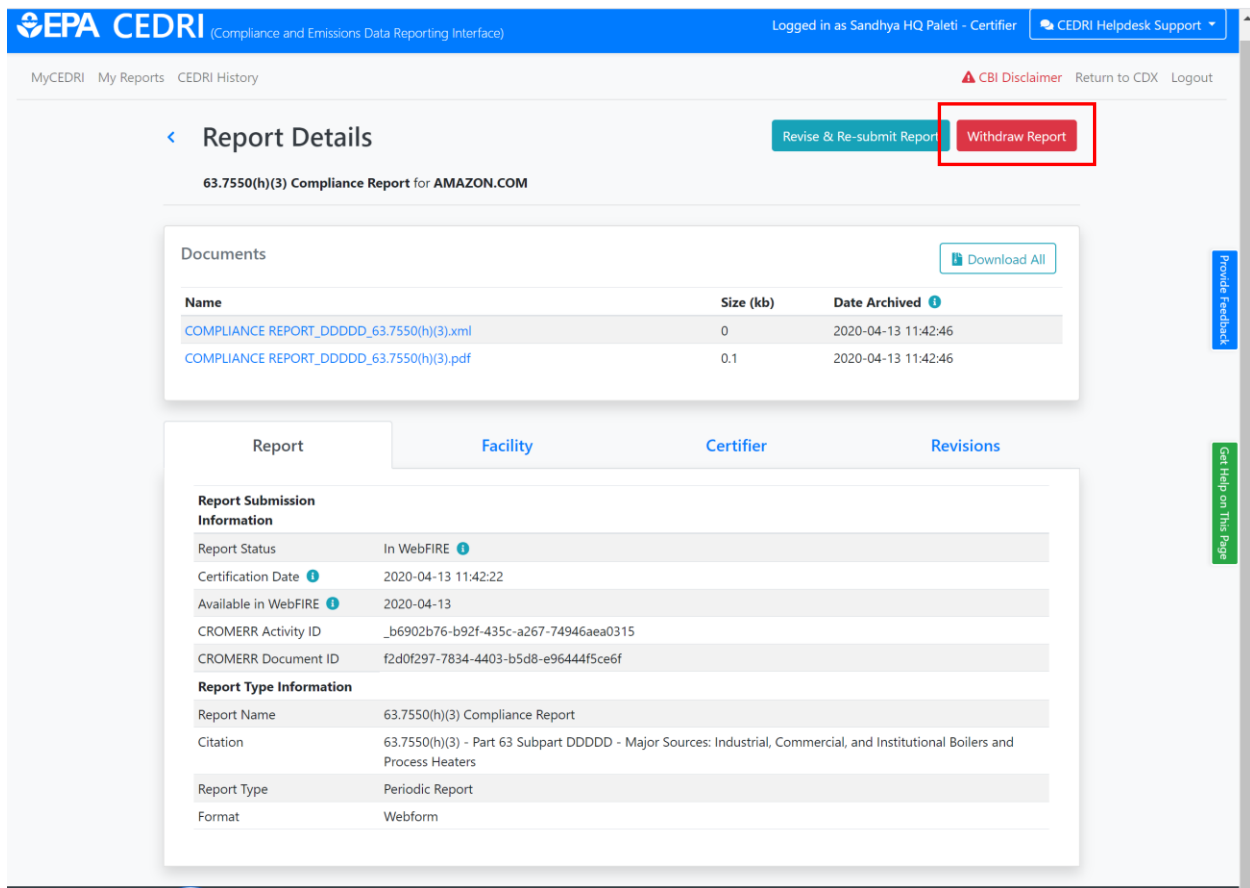 EPA CEDRI (Compliance and Emissions Data Reporting Interface) Logged in as Sandhya HQ Paleti - Certifier CEDRI Helpdesk Support
MyCEDRI My Reports CEDRI History CBI Disclaimer Return to CDX Logout
Report Details Revise & Re-submit Report Withdraw Report
63.7550(h)(3) Compliance Report for AMAZON.COM
Documents Download All
Name Size (kb) Date Archived
COMPLIANCE REPORT_DDDDD_63.7550(h)(3).xml 0 2020-04-13 11:42:46
COMPLIANCE REPORT_DDDDD_63.7550(h)(3).pdf 0.1 2020-04-13 11:42:46
Provide Feedback
Report Facility Certifier Revisions
Get Help on This Page
Report Submission
Information
Report Status In WebFIRE
Certification Date 2020-04-13 11:42:22
Available in WebFIRE 2020-04-13
CROMERR Activity ID _b6902b76-b92f-435c-a267-74946aea0315
CROMERR Document ID f2d0f297-7834-4403-b5d8-e96444f5ce6f
Report Type Information
Report Name 63.7550(h)(3) Compliance Report
Citation 63.7550(h)(3) - Part 63 Subpart DDDDD - Major Sources: Industrial, Commercial, and Institutional Boilers and
Process Heaters
Report Type Periodic Report
Format Webform